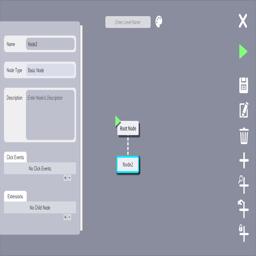 Enter Level Name
Name
Node2
Node Type
Basic Node
Description
Enter Node's Description
Click Events
No Click Events
Extensions
No Child Node
Root Node
Node2